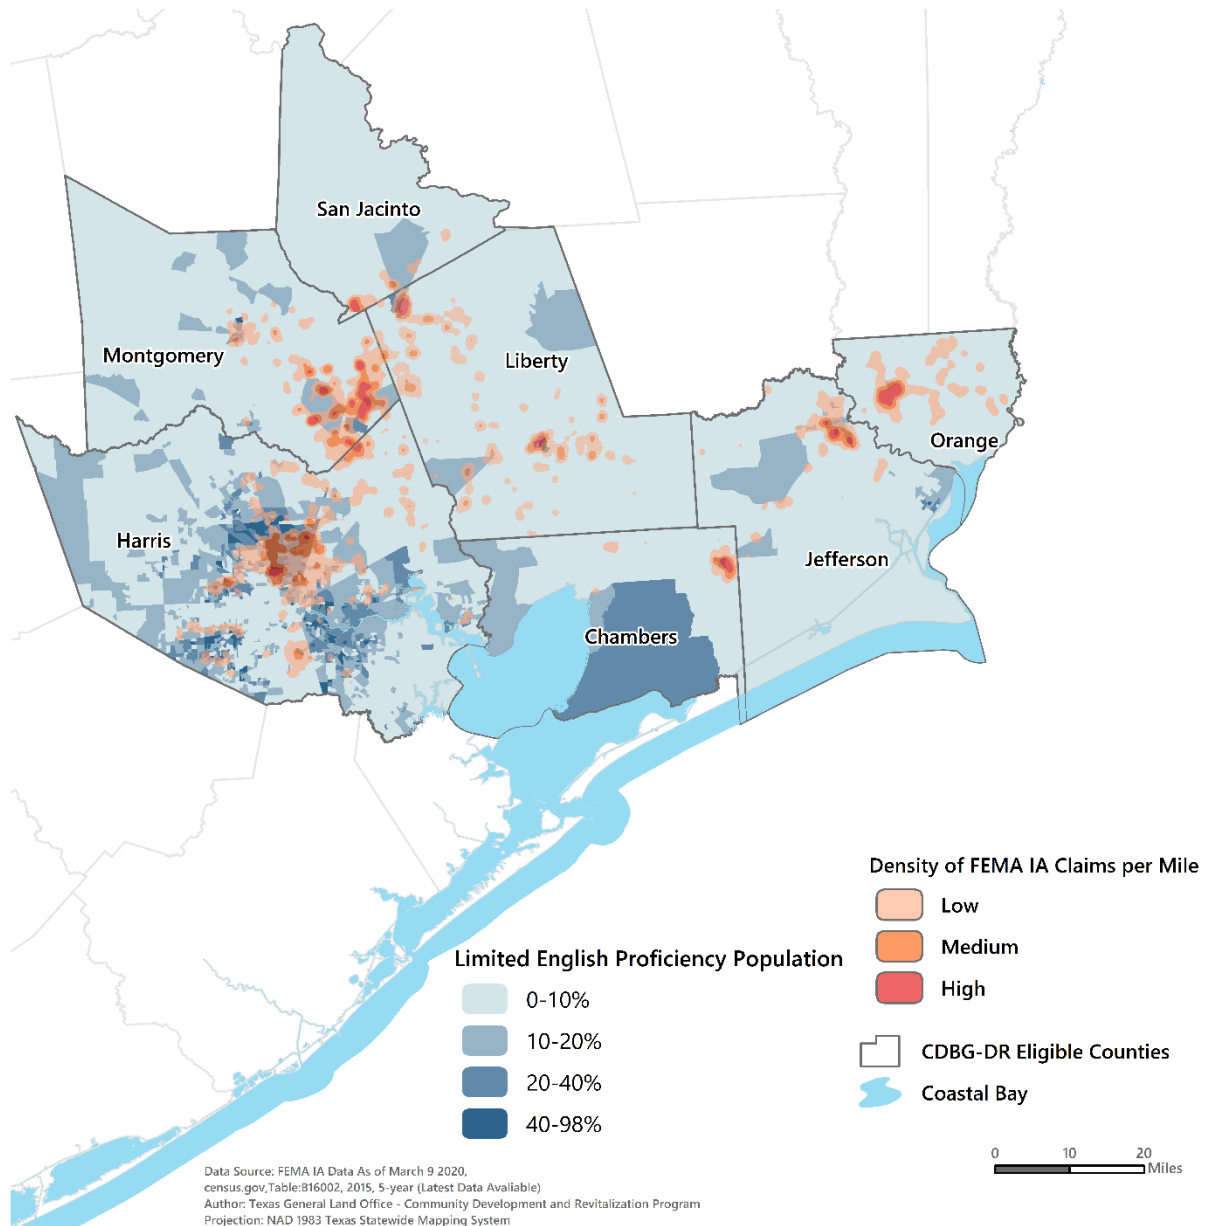 San Jacinto
Montgomery
Liberty
Orange
Harris
Jefferson
Chambers
Density of FEMA IA Claims per Mile
Low
Medium
High
Limited English Proficiency Population
0-10%
10-20%
20-40%
40-98%
CDBG-DR Eligible Counties
Coastal Bay
0 10 20
Miles
Data Source: FEMA IA Data As of March 9 2020,
census.gov,Table:B16002, 2015, 5-year (Latest Data Avaliable)
Author: Texas General Land Office - Community Development and Revitalization Program
Projection: NAD 1983 Texas Statewide Mapping System